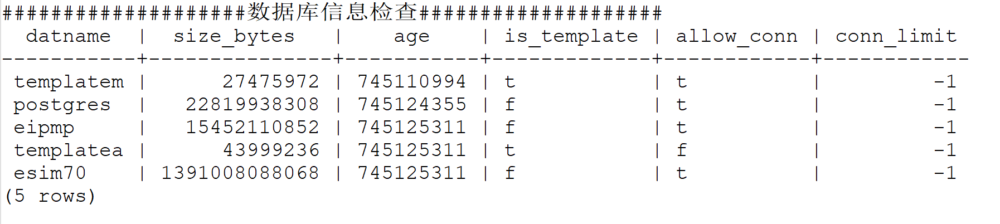 ####################数据库信息检查####################
  datname  |  size_bytes   |    age    | is_template | allow_conn | conn_limit
-----------+---------------+-----------+-------------+------------+------------
 templatem |      27475972 | 745110994 | t           | t          |         -1
 postgres  |   22819938308 | 745124355 | f           | t          |         -1
 eipmp     |   15452110852 | 745125311 | f           | t          |         -1
 templatea |      43999236 | 745125311 | t           | f          |         -1
 esim70    | 1391008088068 | 745125311 | f           | t          |         -1
(5 rows)